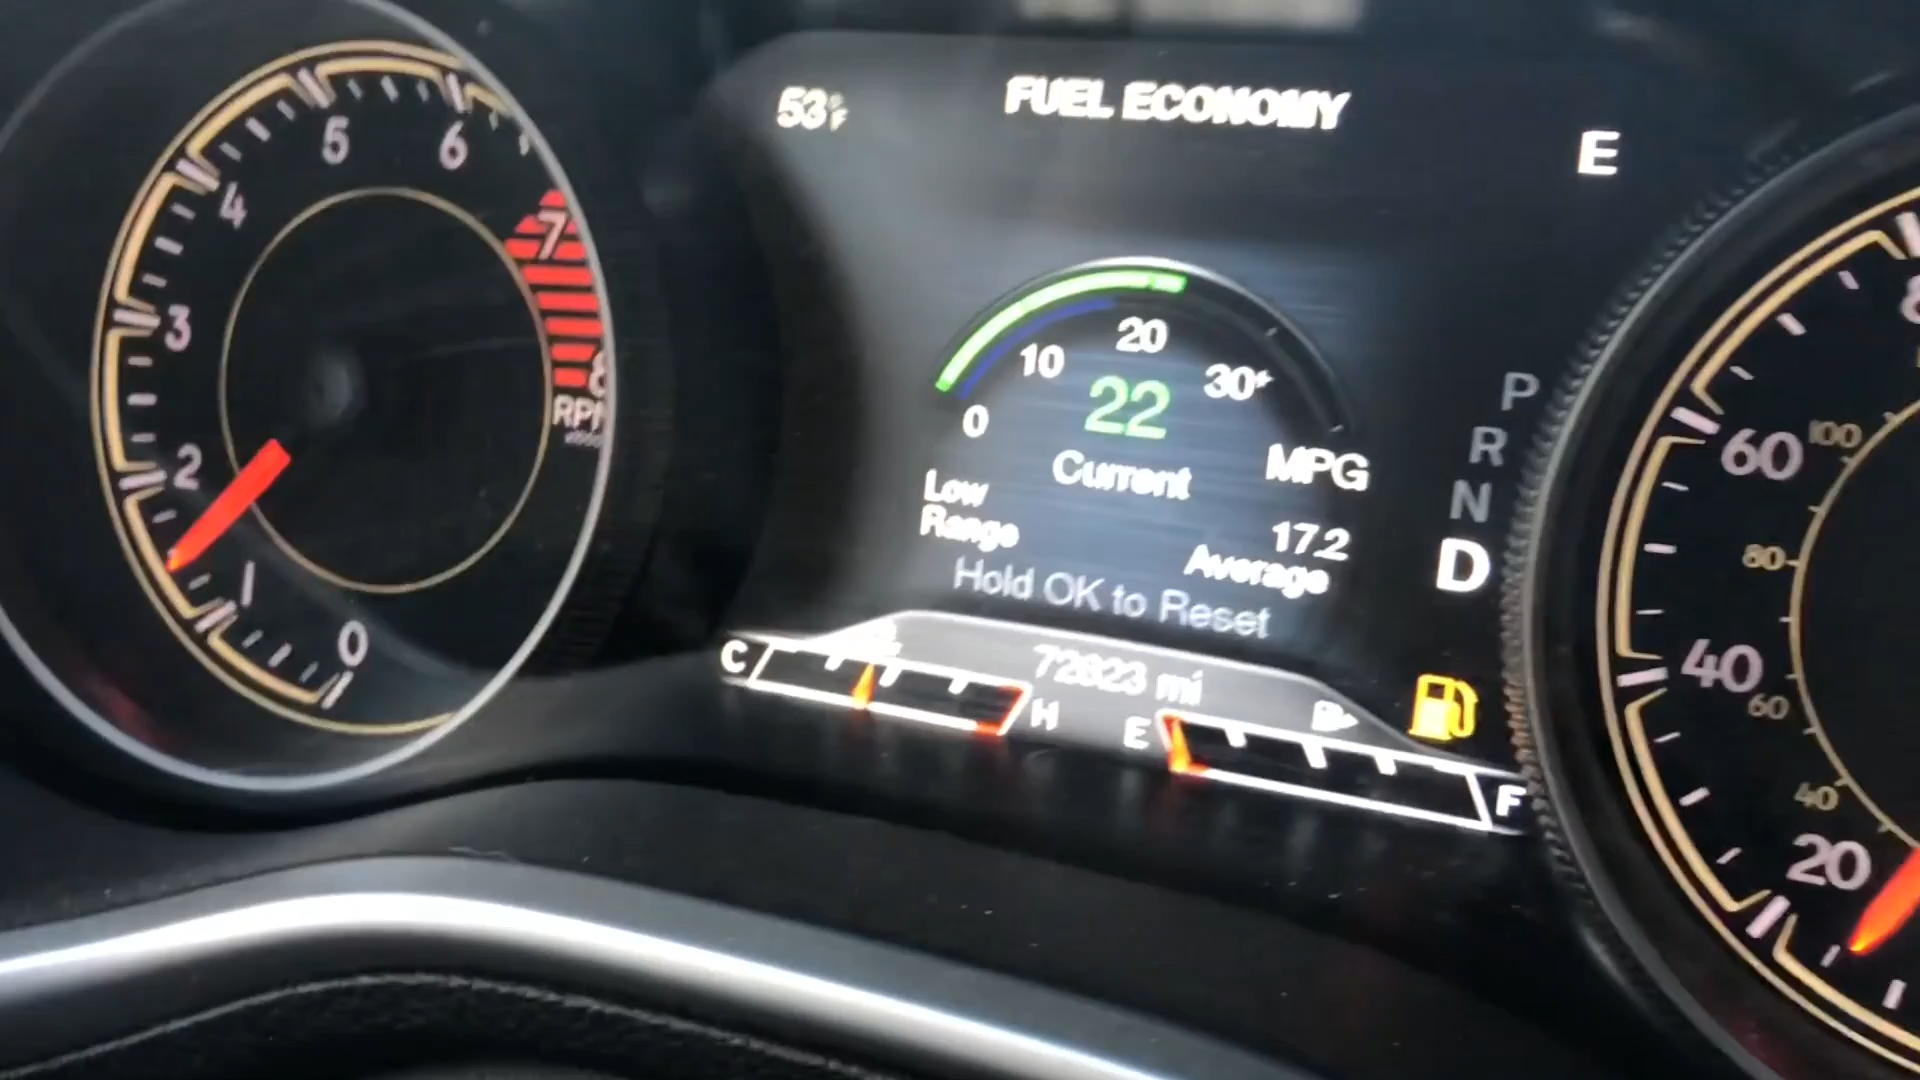 53°F
FUEL ECONOMY
E
5
6
4
7
3
8
2
RPM
1
0
0
10
20
30+
22
Current
MPG
Low
Range
17.2
Average
Hold OK to Reset
P
R
N
D
C
H
mi
E
F
60
100
80
40
60
40
20